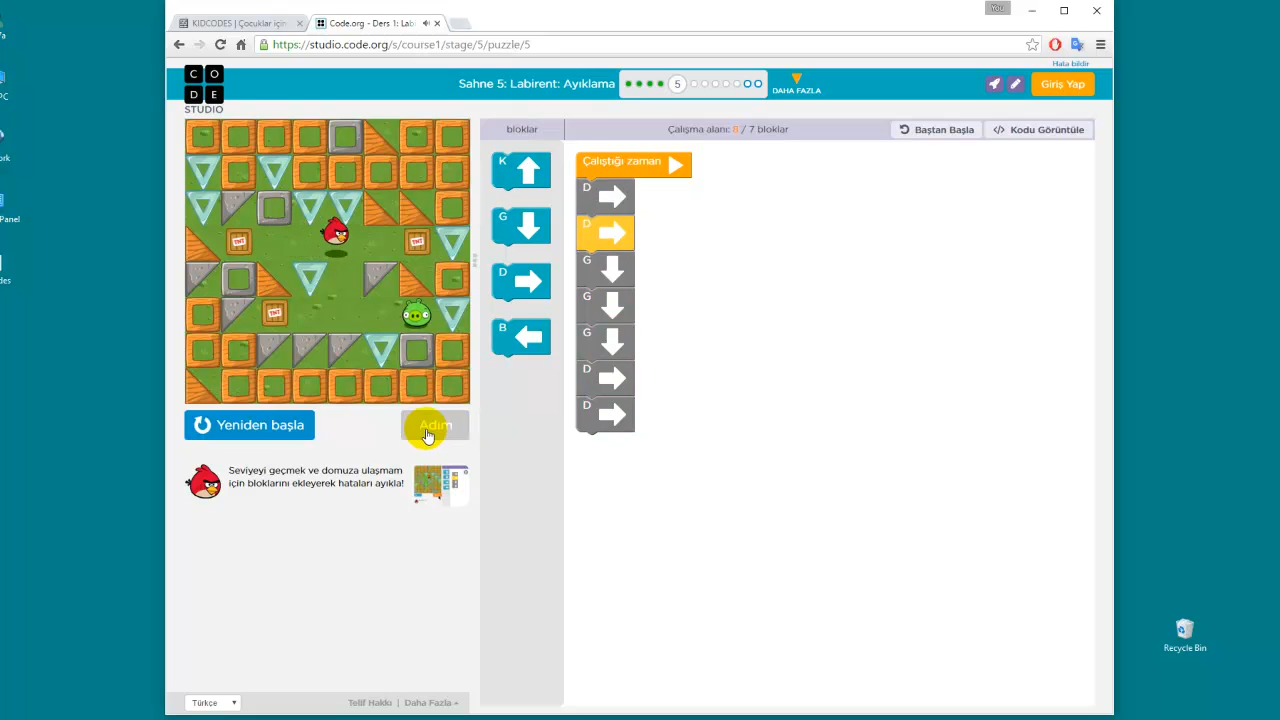 You
KIDCODES | Çocuklar için
Code.org - Ders 1: Lab
https://studio.code.org/s/course1/stage/5/puzzle/5
Hata bildir
C O
D E
STUDIO
Sahne 5: Labirent: Ayıklama
5
DAHA FAZLA
Giriş Yap
bloklar
Çalışma alanı: 8 / 7 bloklar
Baştan Başla
</> Kodu Görüntüle
K
G
D
B
Çalıştığı zaman
D
D
G
G
G
D
D
TNT
TNT
TNT
Yeniden başla
Adım
Seviyeyi geçmek ve domuza ulaşmam
için bloklarını ekleyerek hataları ayıkla!
Türkçe
Telif Hakkı | Daha Fazla
PC
Panel
Recycle Bin